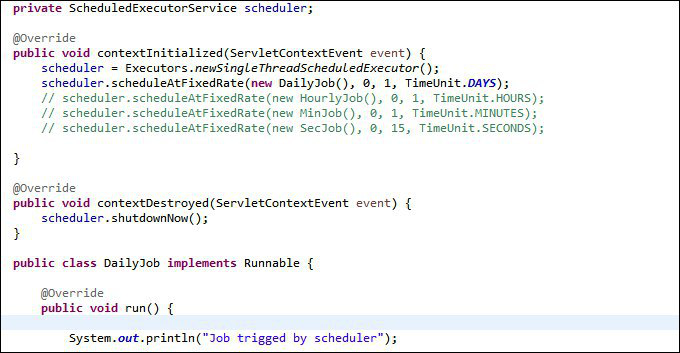 private ScheduledExecutorService scheduler;
@Override
public void contextInitialized(ServletContextEvent event) {
scheduler = Executors.newSingleThreadScheduledExecutor();
scheduler.scheduleAtFixedRate(new DailyJob(), 0, 1, TimeUnit.DAYS);
// scheduler.scheduleAtFixedRate(new HourlyJob(), 0, 1, TimeUnit.HOURS);
// scheduler.scheduleAtFixedRate(new MinJob(), 0, 1, TimeUnit.MINUTES);
// scheduler.scheduleAtFixedRate(new SecJob(), 0, 15, TimeUnit.SECONDS);
}
@Override
public void contextDestroyed(ServletContextEvent event) {
scheduler.shutdownNow();
}
public class DailyJob implements Runnable {
@Override
public void run() {
System.out.println("Job trigged by scheduler");